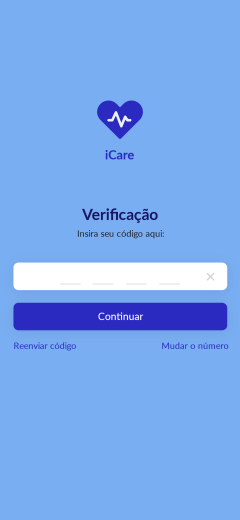 iCare
Verificação
Insira seu código aqui:
Continuar
Reenviar código
Mudar o número